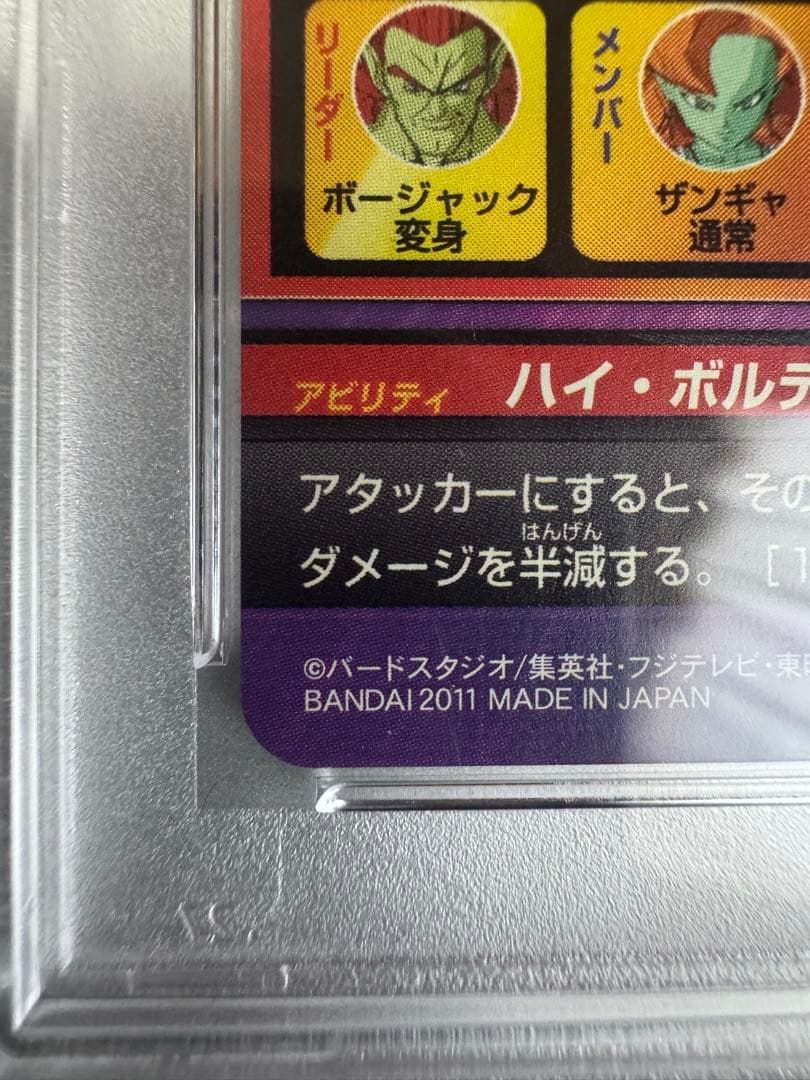 リーダー
ボージャック
変身
メンバー
ザンギャ
通常
アビリティ ハイ・ボルテ
アタッカーにすると、その
はんげん
ダメージを半減する。 [1
©バードスタジオ/集英社・フジテレビ・東
BANDAI 2011 MADE IN JAPAN